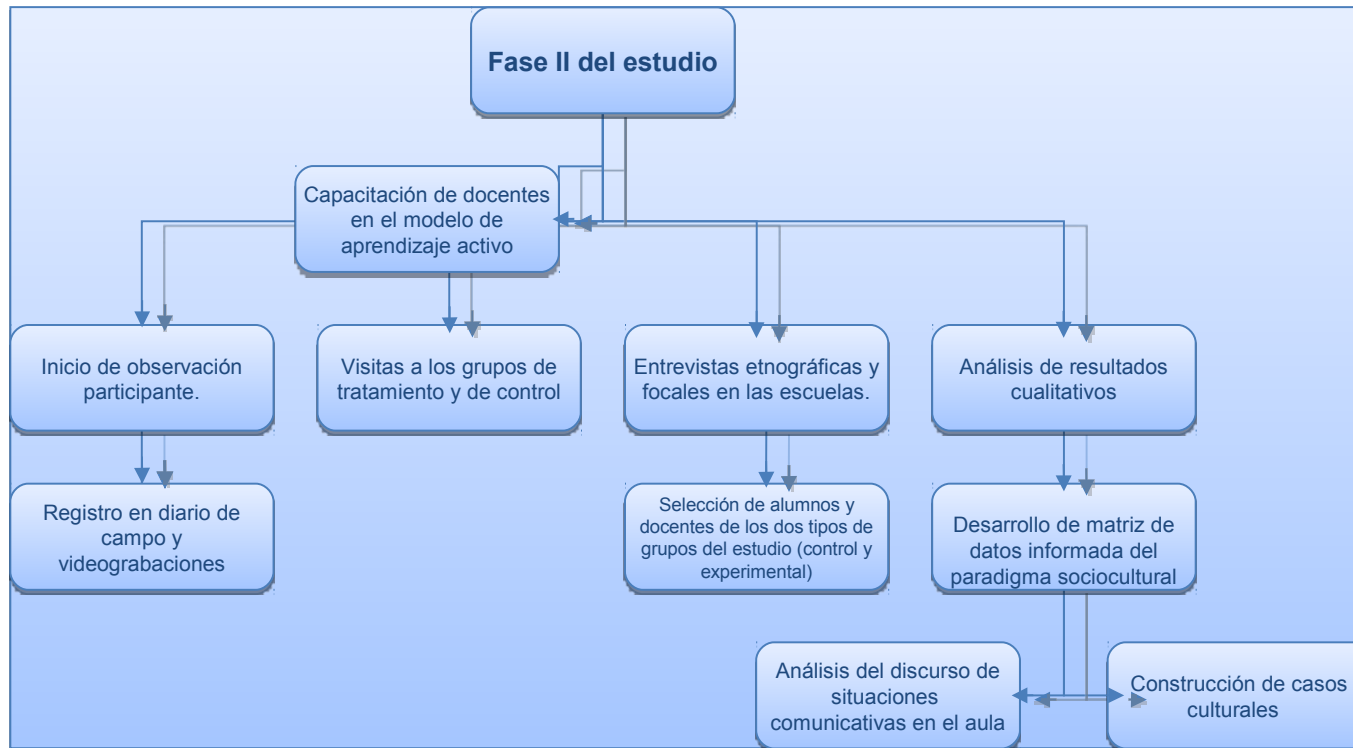 Fase II del estudio
Capacitación de docentes
en el modelo de
aprendizaje activo
Inicio de observación
participante.
Visitas a los grupos de
tratamiento y de control
Entrevistas etnográficas y
focales en las escuelas.
Análisis de resultados
cualitativos
Registro en diario de
campo y
videograbaciones
Selección de alumnos y
docentes de los dos tipos de
grupos del estudio (control y
experimental)
Desarrollo de matriz de
datos informada del
paradigma sociocultural
Análisis del discurso de
situaciones
comunicativas en el aula
Construcción de casos
culturales